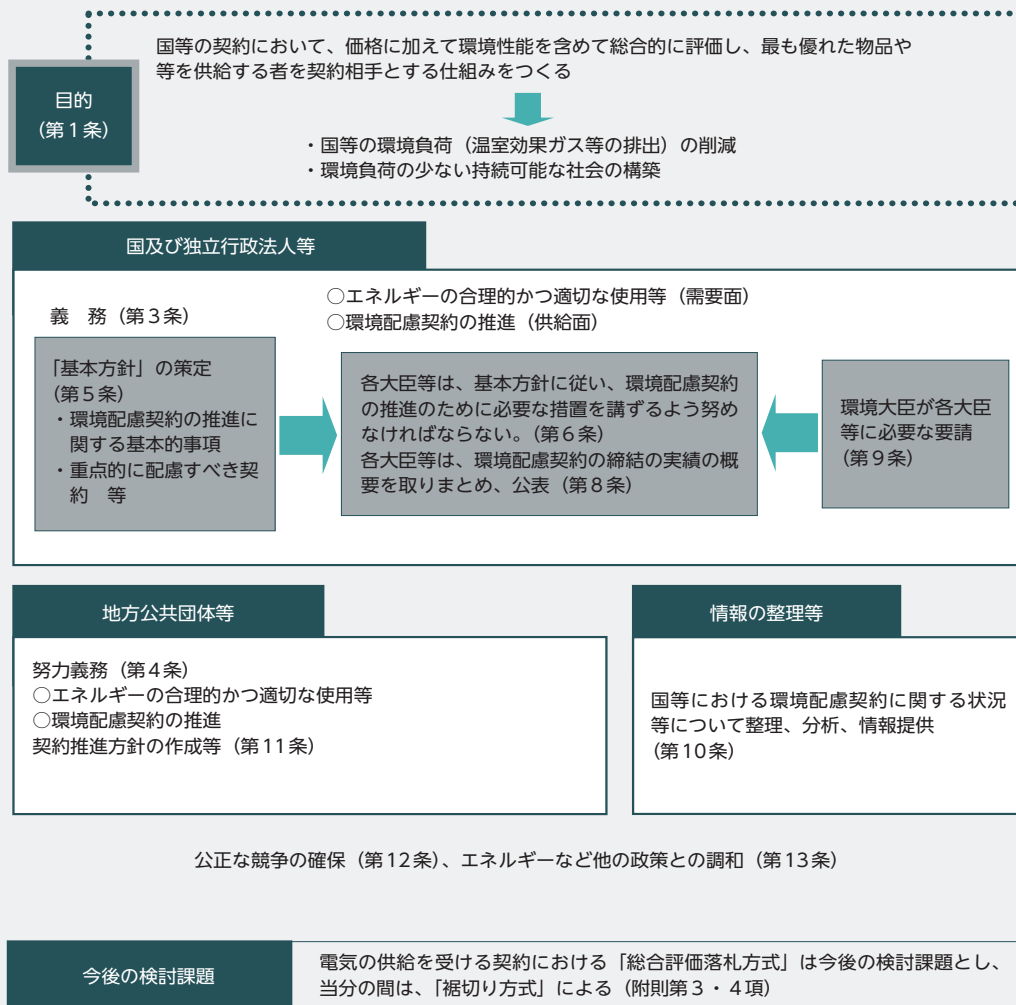 国等の契約において、価格に加えて環境性能を含めて総合的に評価し、最も優れた物品や
等を供給する者を契約相手とする仕組みをつくる
目的
(第1条)
・国等の環境負荷（温室効果ガス等の排出）の削減
・環境負荷の少ない持続可能な社会の構築
国及び独立行政法人等
義　務（第3条）
○エネルギーの合理的かつ適切な使用等（需要面）
○環境配慮契約の推進（供給面）
「基本方針」の策定
(第5条)
・環境配慮契約の推進に
関する基本的事項
・重点的に配慮すべき契
約　等
各大臣等は、基本方針に従い、環境配慮契約
の推進のために必要な措置を講ずるよう努め
なければならない。（第6条）
各大臣等は、環境配慮契約の締結の実績の概
要を取りまとめ、公表（第8条）
環境大臣が各大臣
等に必要な要請
(第9条)
地方公共団体等
努力義務（第4条）
○エネルギーの合理的かつ適切な使用等
○環境配慮契約の推進
契約推進方針の作成等（第11条）
情報の整理等
国等における環境配慮契約に関する状況
等について整理、分析、情報提供
(第10条)
公正な競争の確保（第12条）、エネルギーなど他の政策との調和（第13条）
今後の検討課題
電気の供給を受ける契約における「総合評価落札方式」は今後の検討課題とし、
当分の間は、「裾切り方式」による（附則第3・4項）